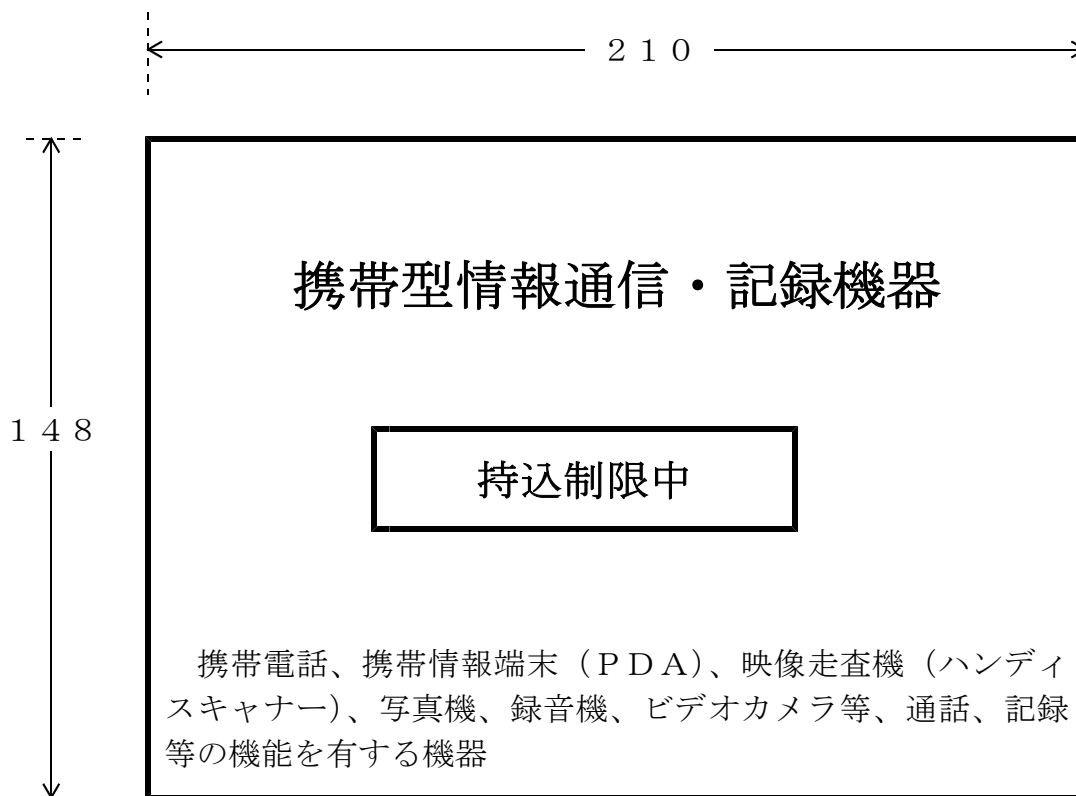 ２１０
携帯型情報通信・記録機器
１４８
持込制限中
　携帯電話、携帯情報端末（ＰＤＡ）、映像走査機（ハンディ
スキャナー）、写真機、録音機、ビデオカメラ等、通話、記録
等の機能を有する機器